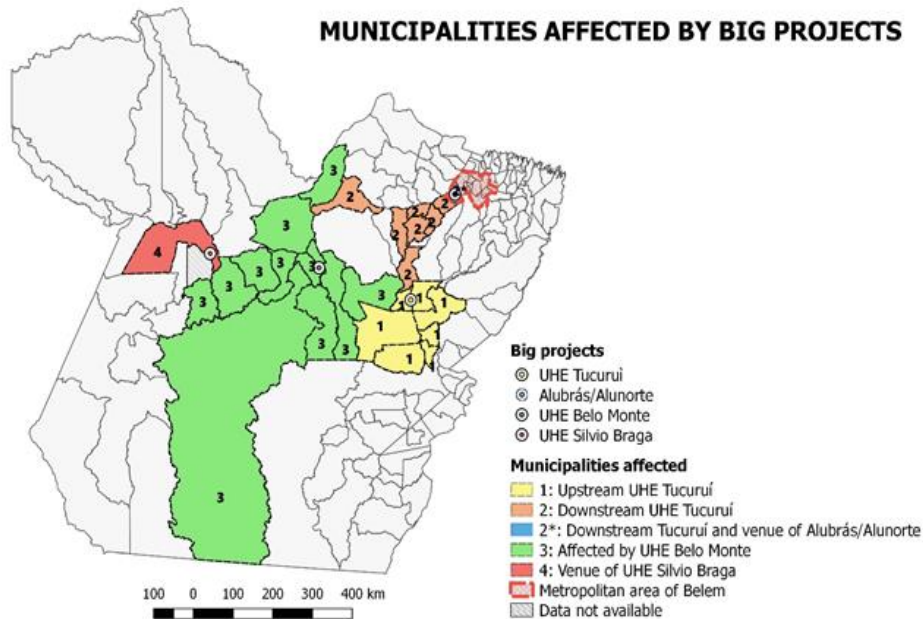 MUNICIPALITIES AFFECTED BY BIG PROJECTS
3
2
2*
3
2
2
2
2
2
4
2
3
3
3
3
3
3
3
1
1
1
1
3
3
1
1
1
3
Big projects
UHE Tucuruì
Alubrás/Alunorte
UHE Belo Monte
UHE Silvio Braga
Municipalities affected
1: Upstream UHE Tucuruí
2: Downstream UHE Tucuruí
2*: Downstream Tucuruí and venue of Alubrás/Alunorte
3: Affected by UHE Belo Monte
4: Venue of UHE Silvio Braga
Metropolitan area of Belem
Data not available
100 0 100 200 300 400 km